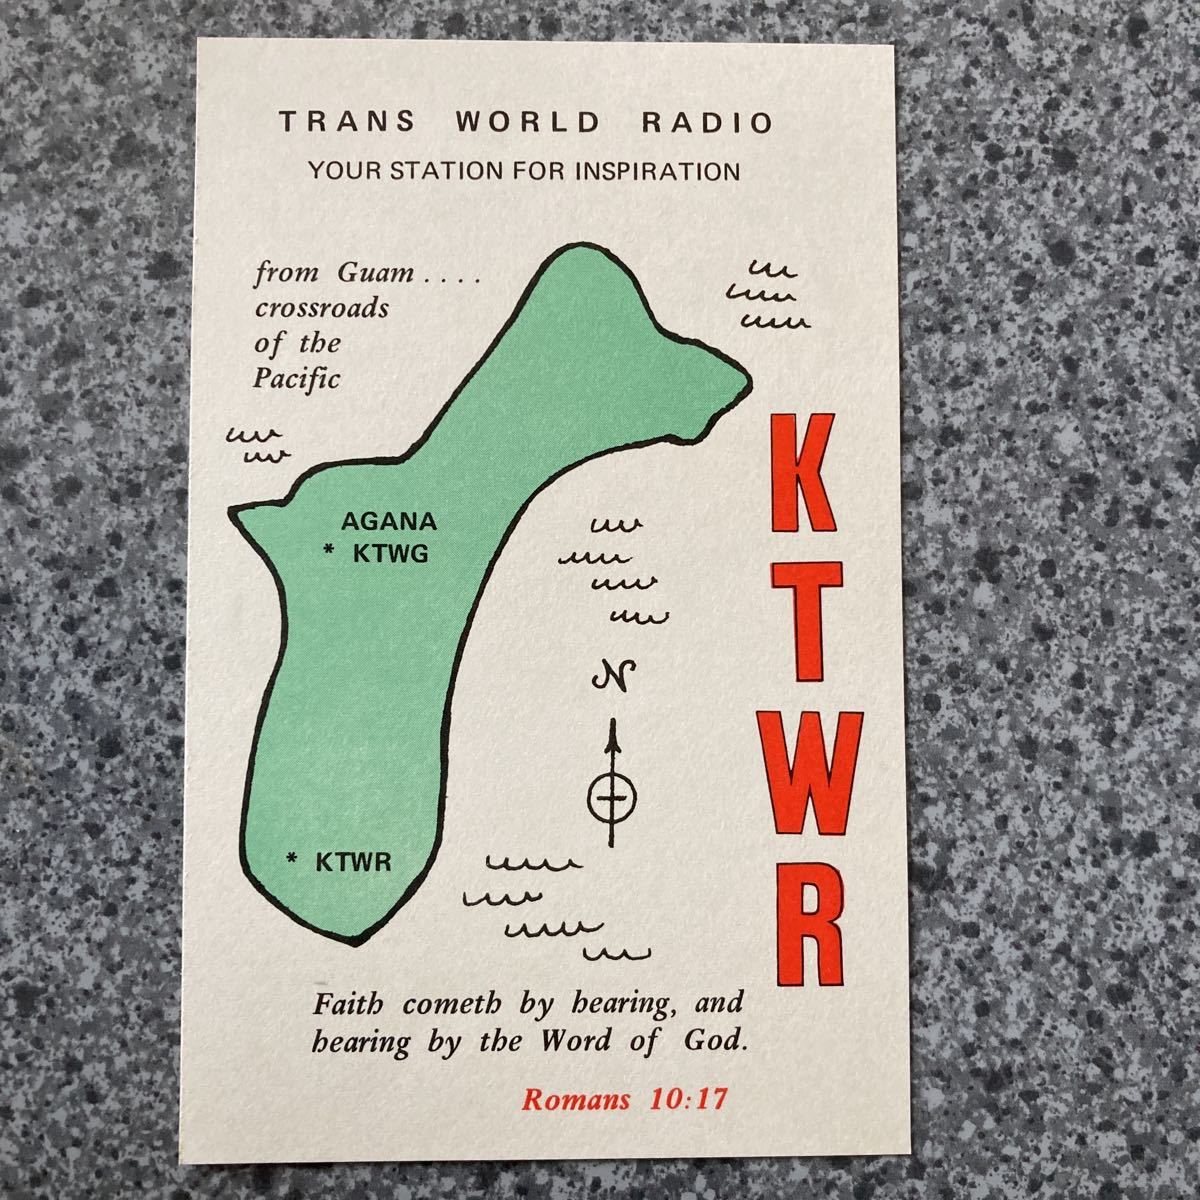 TRANS WORLD RADIO
YOUR STATION FOR INSPIRATION
from Guam ....
crossroads
of the
Pacific
AGANA
* KTWG
N
* KTWR
KTWR
Faith cometh by hearing, and
hearing by the Word of God.
Romans 10:17